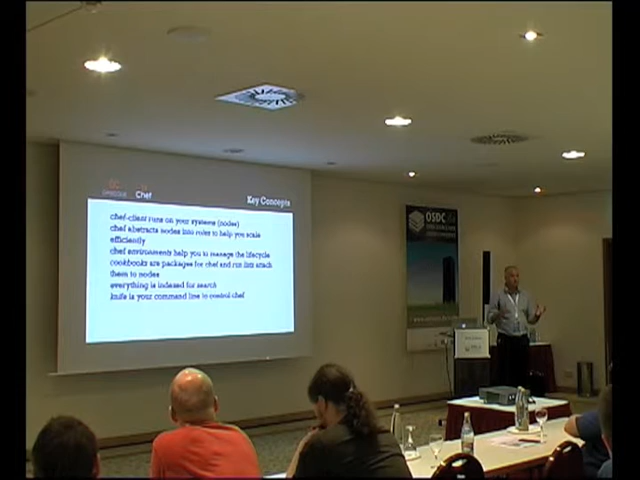 Chef
Key Concepts
chef-client runs on your systems (nodes)
chef abstracts nodes into roles to help you scale
efficiently
chef environments help you to manage the lifecycle
cookbooks are packages for chef and run lists attach
them to nodes
everything is indexed for search
knife is your command line to control chef
OSDC